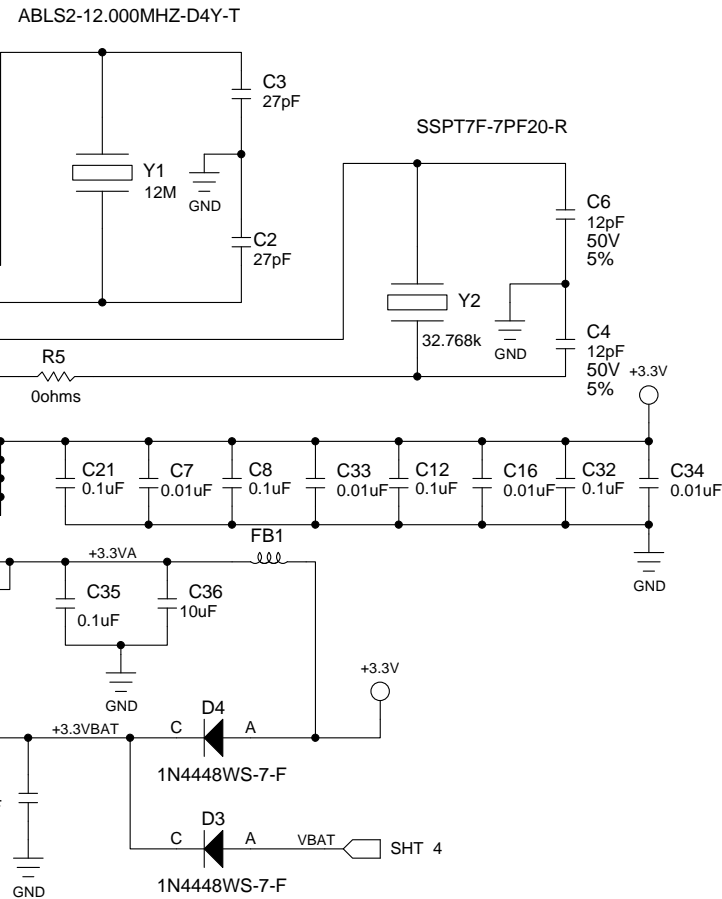 ABLS2-12.000MHZ-D4Y-T
C3
27pF
Y1
12M
GND
C2
27pF
SSPT7F-7PF20-R
C6
12pF
50V
5%
Y2
32.768k
GND
C4
12pF
50V
5%
+3.3V
R5
0ohms
C21
0.1uF
C7
0.01uF
C8
0.1uF
C33
0.01uF
C12
0.1uF
C16
0.01uF
C32
0.1uF
C34
0.01uF
GND
FB1
+3.3VA
C35
0.1uF
C36
10uF
GND
+3.3V
D4
+3.3VBAT
C
A
1N4448WS-7-F
D3
C
A
VBAT
SHT 4
1N4448WS-7-F
GND